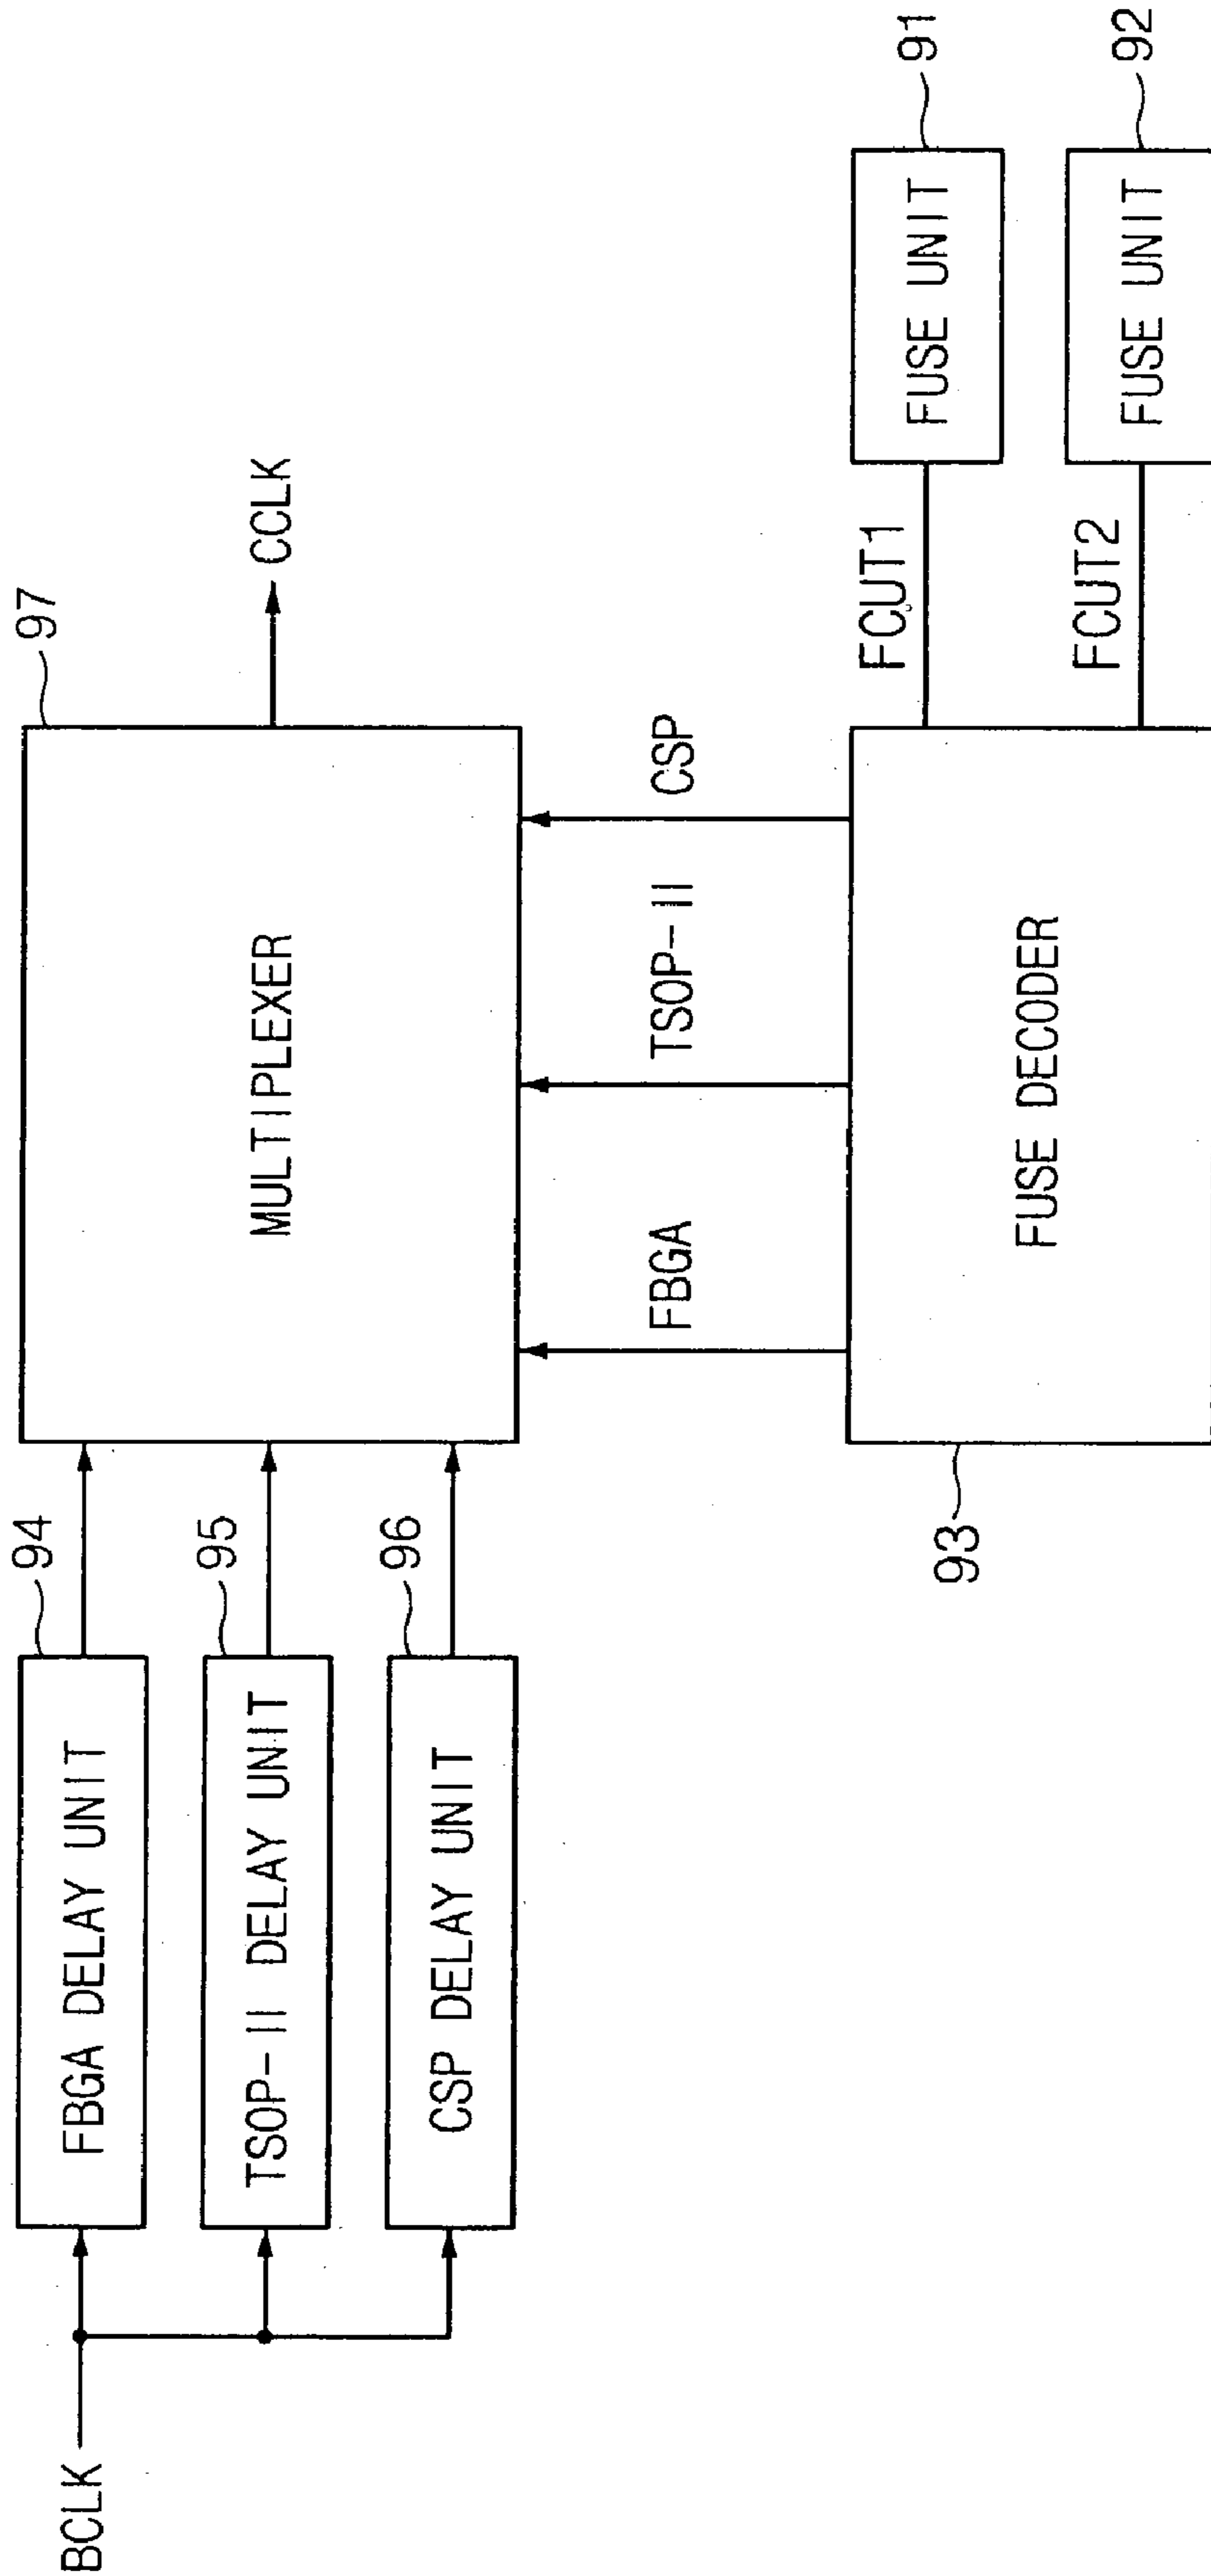 97
94
FBGA DELAY UNIT
BCLK
95
TSOP-II DELAY UNIT
MULTIPLEXER
CCLK
96
CSP DELAY UNIT
FBGA
TSOP-II
CSP
FCUT1
FUSE UNIT
91
93
FUSE DECODER
FCUT2
FUSE UNIT
92